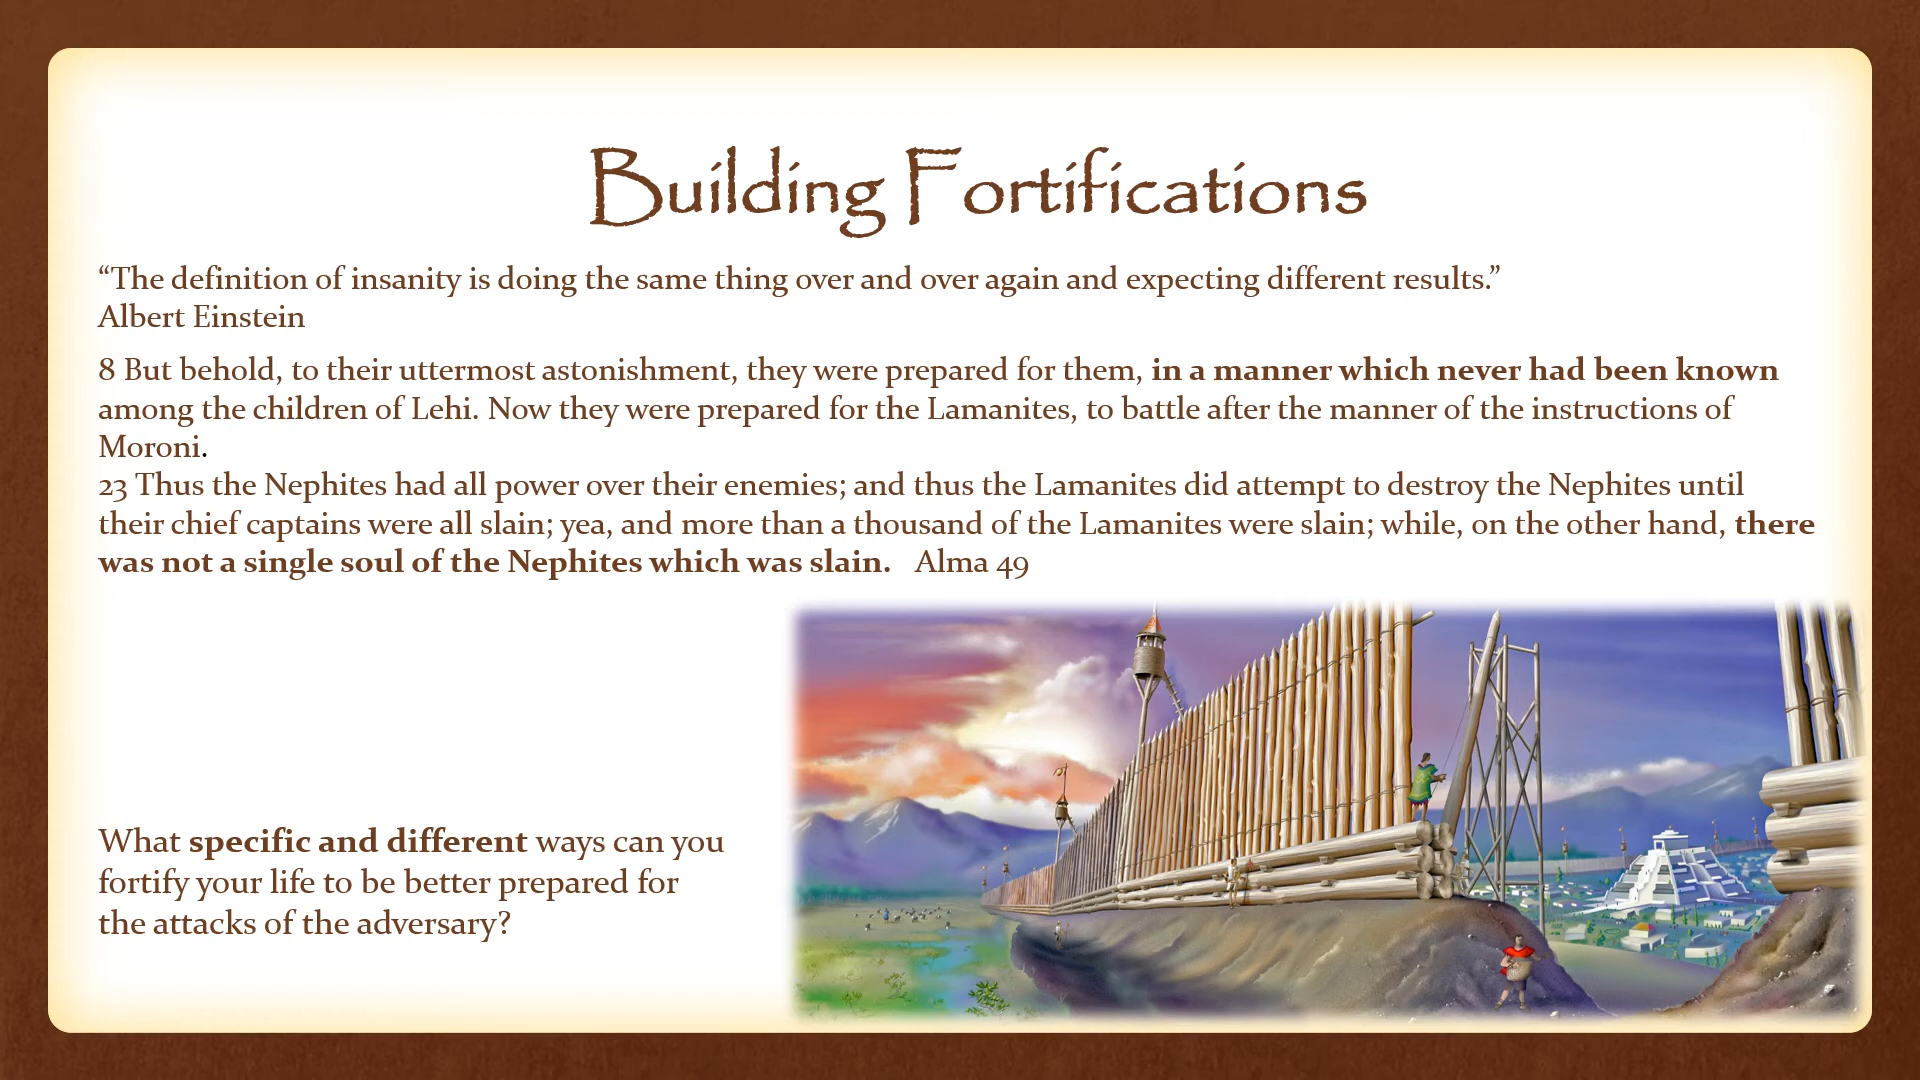 Building Fortifications
“The definition of insanity is doing the same thing over and over again and expecting different results.”
Albert Einstein
8 But behold, to their uttermost astonishment, they were prepared for them, in a manner which never had been known
among the children of Lehi. Now they were prepared for the Lamanites, to battle after the manner of the instructions of
Moroni.
23 Thus the Nephites had all power over their enemies; and thus the Lamanites did attempt to destroy the Nephites until
their chief captains were all slain; yea, and more than a thousand of the Lamanites were slain; while, on the other hand, there
was not a single soul of the Nephites which was slain. Alma 49
What specific and different ways can you
fortify your life to be better prepared for
the attacks of the adversary?